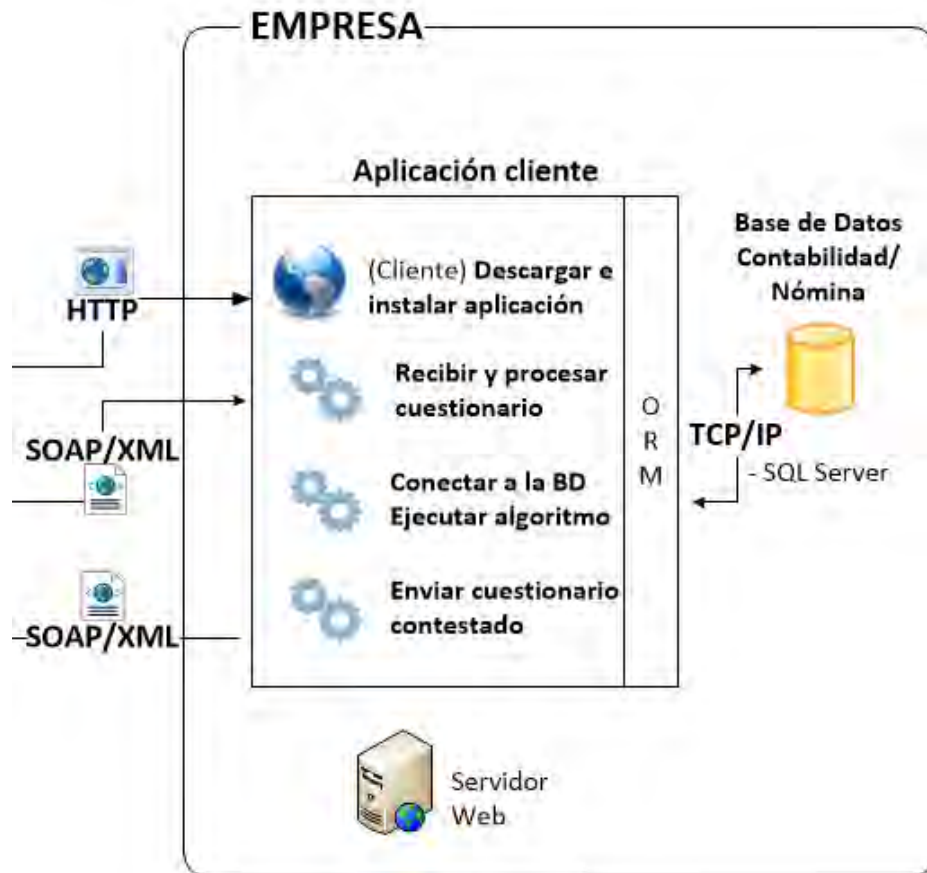 EMPRESA
Aplicación cliente
(Cliente) Descargar e
instalar aplicación
Recibir y procesar
cuestionario
Conectar a la BD
Ejecutar algoritmo
Enviar cuestionario
contestado
HTTP
SOAP/XML
SOAP/XML
O
R
M
Base de Datos
Contabilidad/
Nómina
TCP/IP
- SQL Server
Servidor
Web